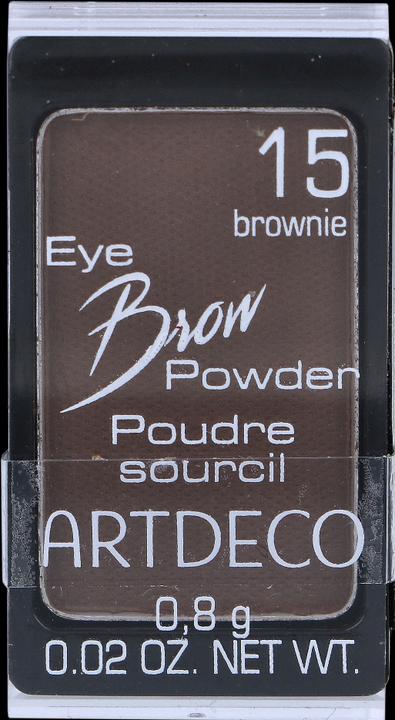 15
brownie
Eye
Brow
Powder
Poudre
sourcil
ARTDECO
0,8 g
0.02 OZ. NET WT.